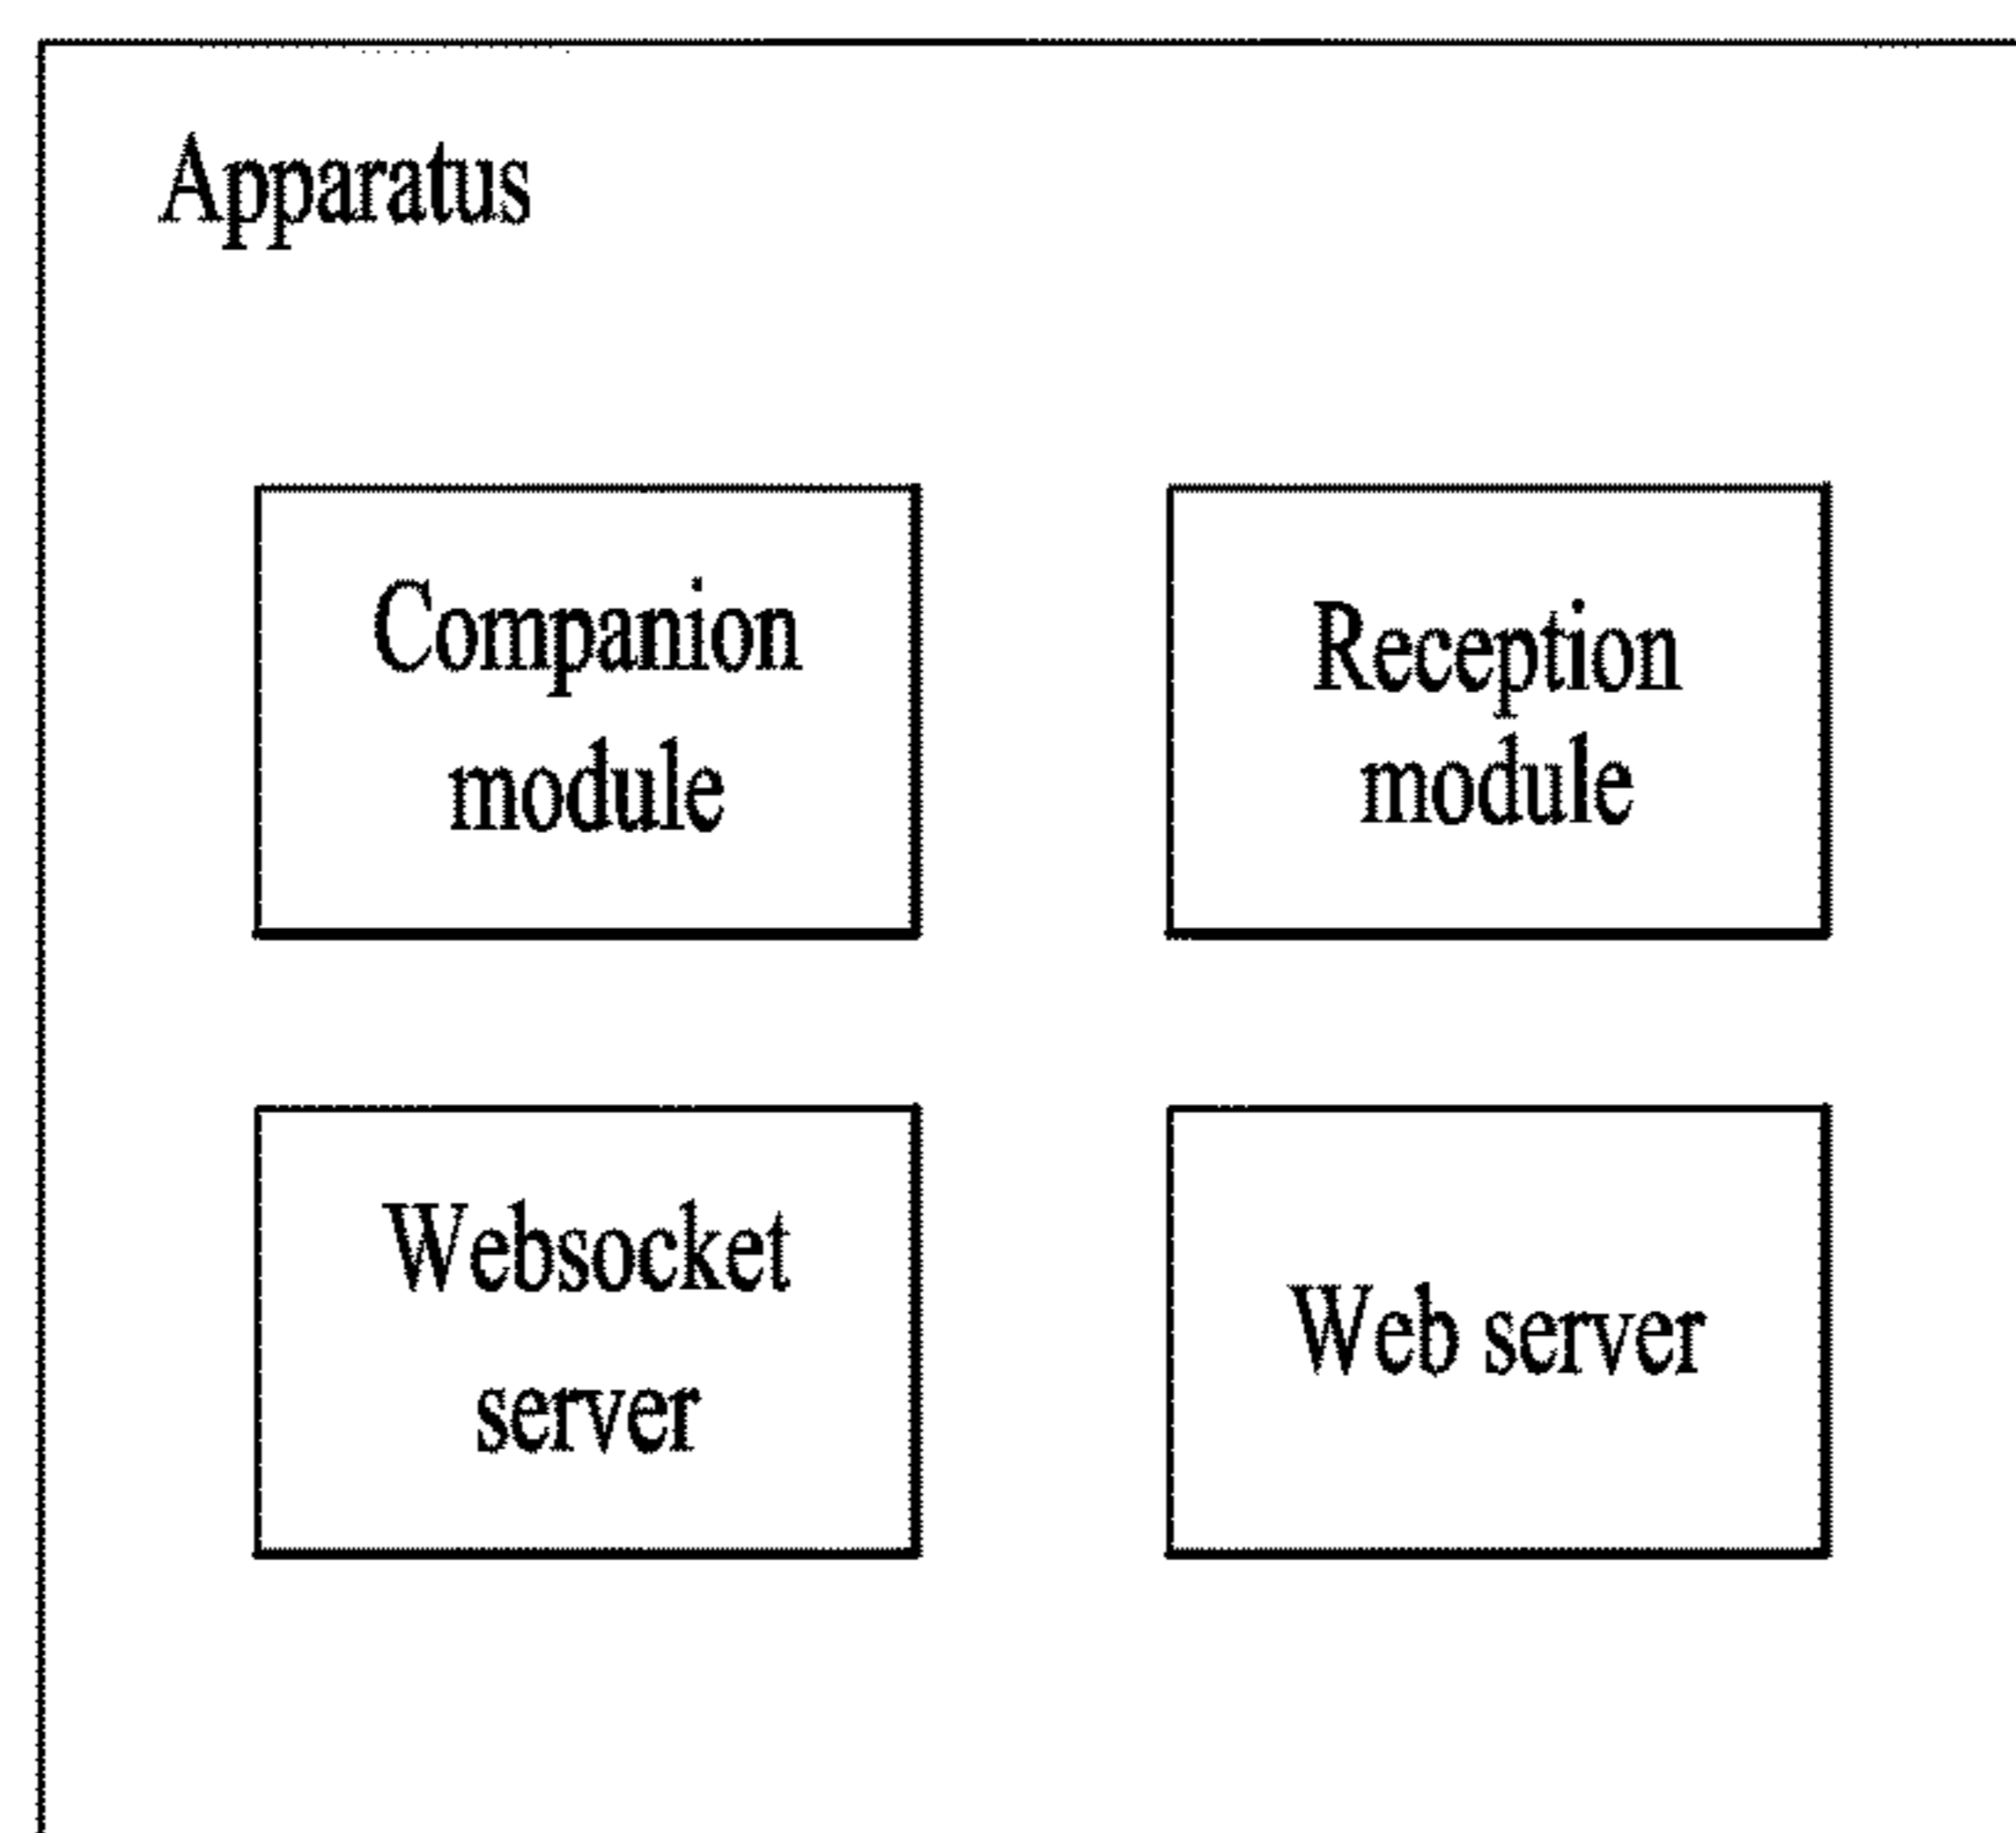 Apparatus
Companion
module
Reception
module
Websocket
server
Web server